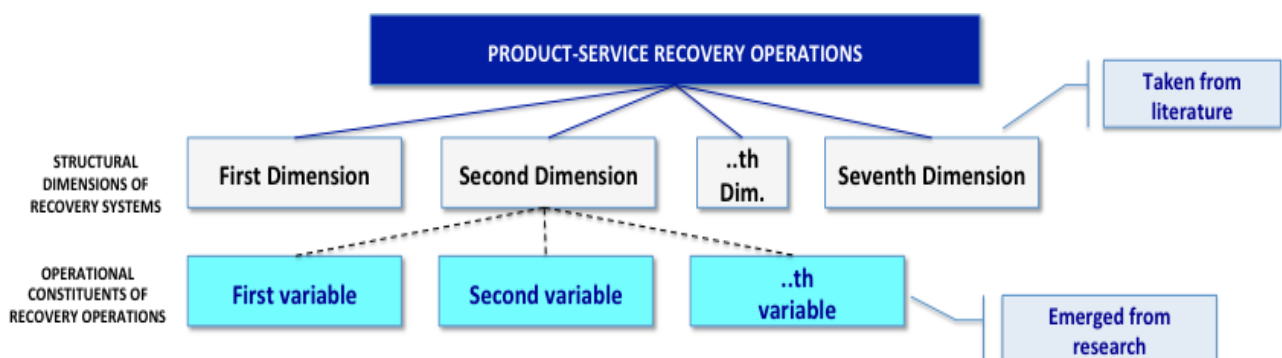 PRODUCT-SERVICE RECOVERY OPERATIONS
Taken from
literature
STRUCTURAL
DIMENSIONS OF
RECOVERY SYSTEMS
First Dimension
Second Dimension
..th
Dim.
Seventh Dimension
OPERATIONAL
CONSTITUENTS OF
RECOVERY OPERATIONS
First variable
Second variable
..th
variable
Emerged from
research